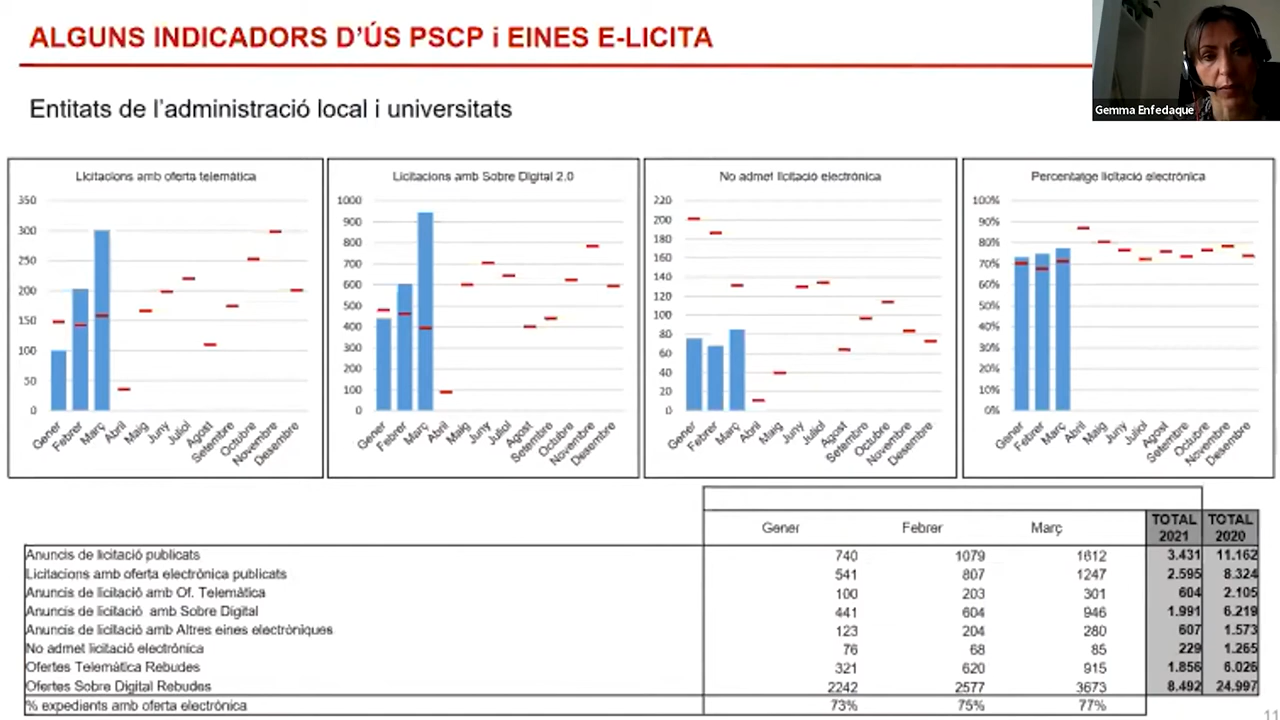 ALGUNS INDICADORS D'ÚS PSCP i EINES E-LICITA
Gemma Enfedaque
Entitats de l'administració local i universitats
Licitacions amb oferta telemàtica
350
300
250
200
150
100
50
0
Gener Febrer Març Abril Maig Juny Juliol Agost Setembre Octubre Novembre Desembre
Licitacions amb Sobre Digital 2.0
1000
900
800
700
600
500
400
300
200
100
0
Gener Febrer Març Abril Maig Juny Juliol Agost Setembre Octubre Novembre Desembre
No admet licitació electrònica
220
200
180
160
140
120
100
80
60
40
20
0
Gener Febrer Març Abril Maig Juny Juliol Agost Setembre Octubre Novembre Desembre
Percentatge licitació electrònica
100%
90%
80%
70%
60%
50%
40%
30%
20%
10%
0%
Gener Febrer Març Abril Maig Juny Juliol Agost Setembre Octubre Novembre Desembre
Gener Febrer Març TOTAL 2021 TOTAL 2020
Anuncis de licitació publicats 740 1079 1612 3.431 11.162
Licitacions amb oferta electrònica publicats 541 807 1247 2.595 8.324
Anuncis de licitació amb Of. Telemàtica 100 203 301 604 2.105
Anuncis de licitació amb Sobre Digital 441 604 946 1.991 6.219
Anuncis de licitació amb Altres eines electròniques 123 204 280 607 1.573
No admet licitació electrònica 76 68 85 229 1.265
Ofertes Telemàtica Rebudes 321 620 915 1.856 6.026
Ofertes Sobre Digital Rebudes 2242 2577 3673 8.492 24.997
% expedients amb oferta electrònica 73% 75% 77%
11